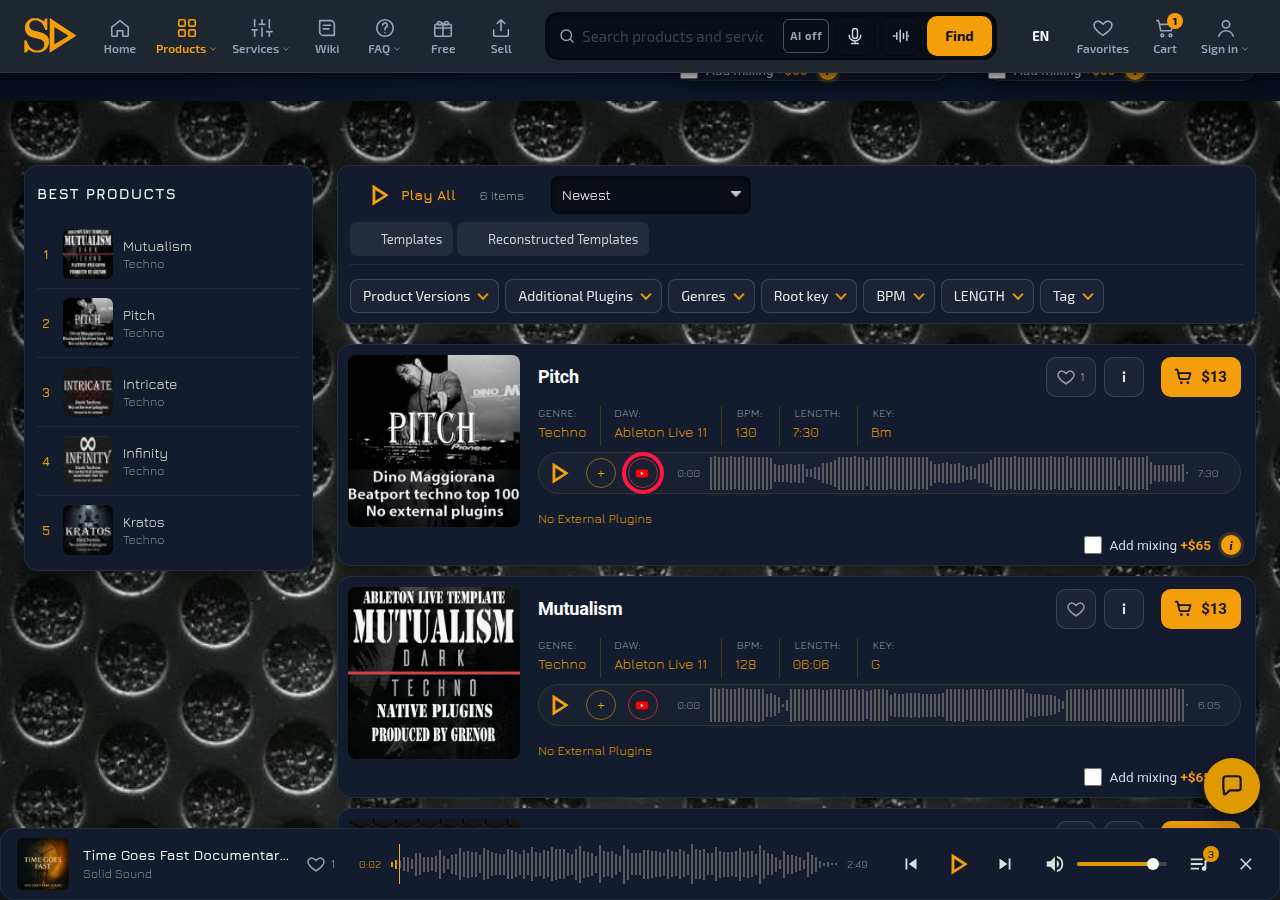 Home
Products
Services
Wiki
FAQ
Free
Sell
Search products and servic
AI off
Find
EN
Favorites
1
Cart
Sign in
BEST PRODUCTS
1
Mutualism
Techno
2
Pitch
Techno
3
Intricate
Techno
4
Infinity
Techno
5
Kratos
Techno
Play All
6 items
Newest
Templates
Reconstructed Templates
Product Versions
Additional Plugins
Genres
Root key
BPM
LENGTH
Tag
PITCH
Dino Maggiorana
Beatport techno top 100
No external plugins
Pitch
1
i
$13
GENRE:
DAW:
BPM:
LENGTH:
KEY:
Techno
Ableton Live 11
130
7:30
Bm
+
0:00
7:30
No External Plugins
Add mixing +$65
i
ABLETON LIVE TEMPLATE
MUTUALISM
DARK
TECHNO
NATIVE PLUGINS
PRODUCED BY GRENOR
Mutualism
i
$13
GENRE:
DAW:
BPM:
LENGTH:
KEY:
Techno
Ableton Live 11
128
06:06
G
+
0:00
6:05
No External Plugins
Add mixing
TIME GOES
FAST
Time Goes Fast Documentar...
Solid Sound
1
0:02
2:49
3